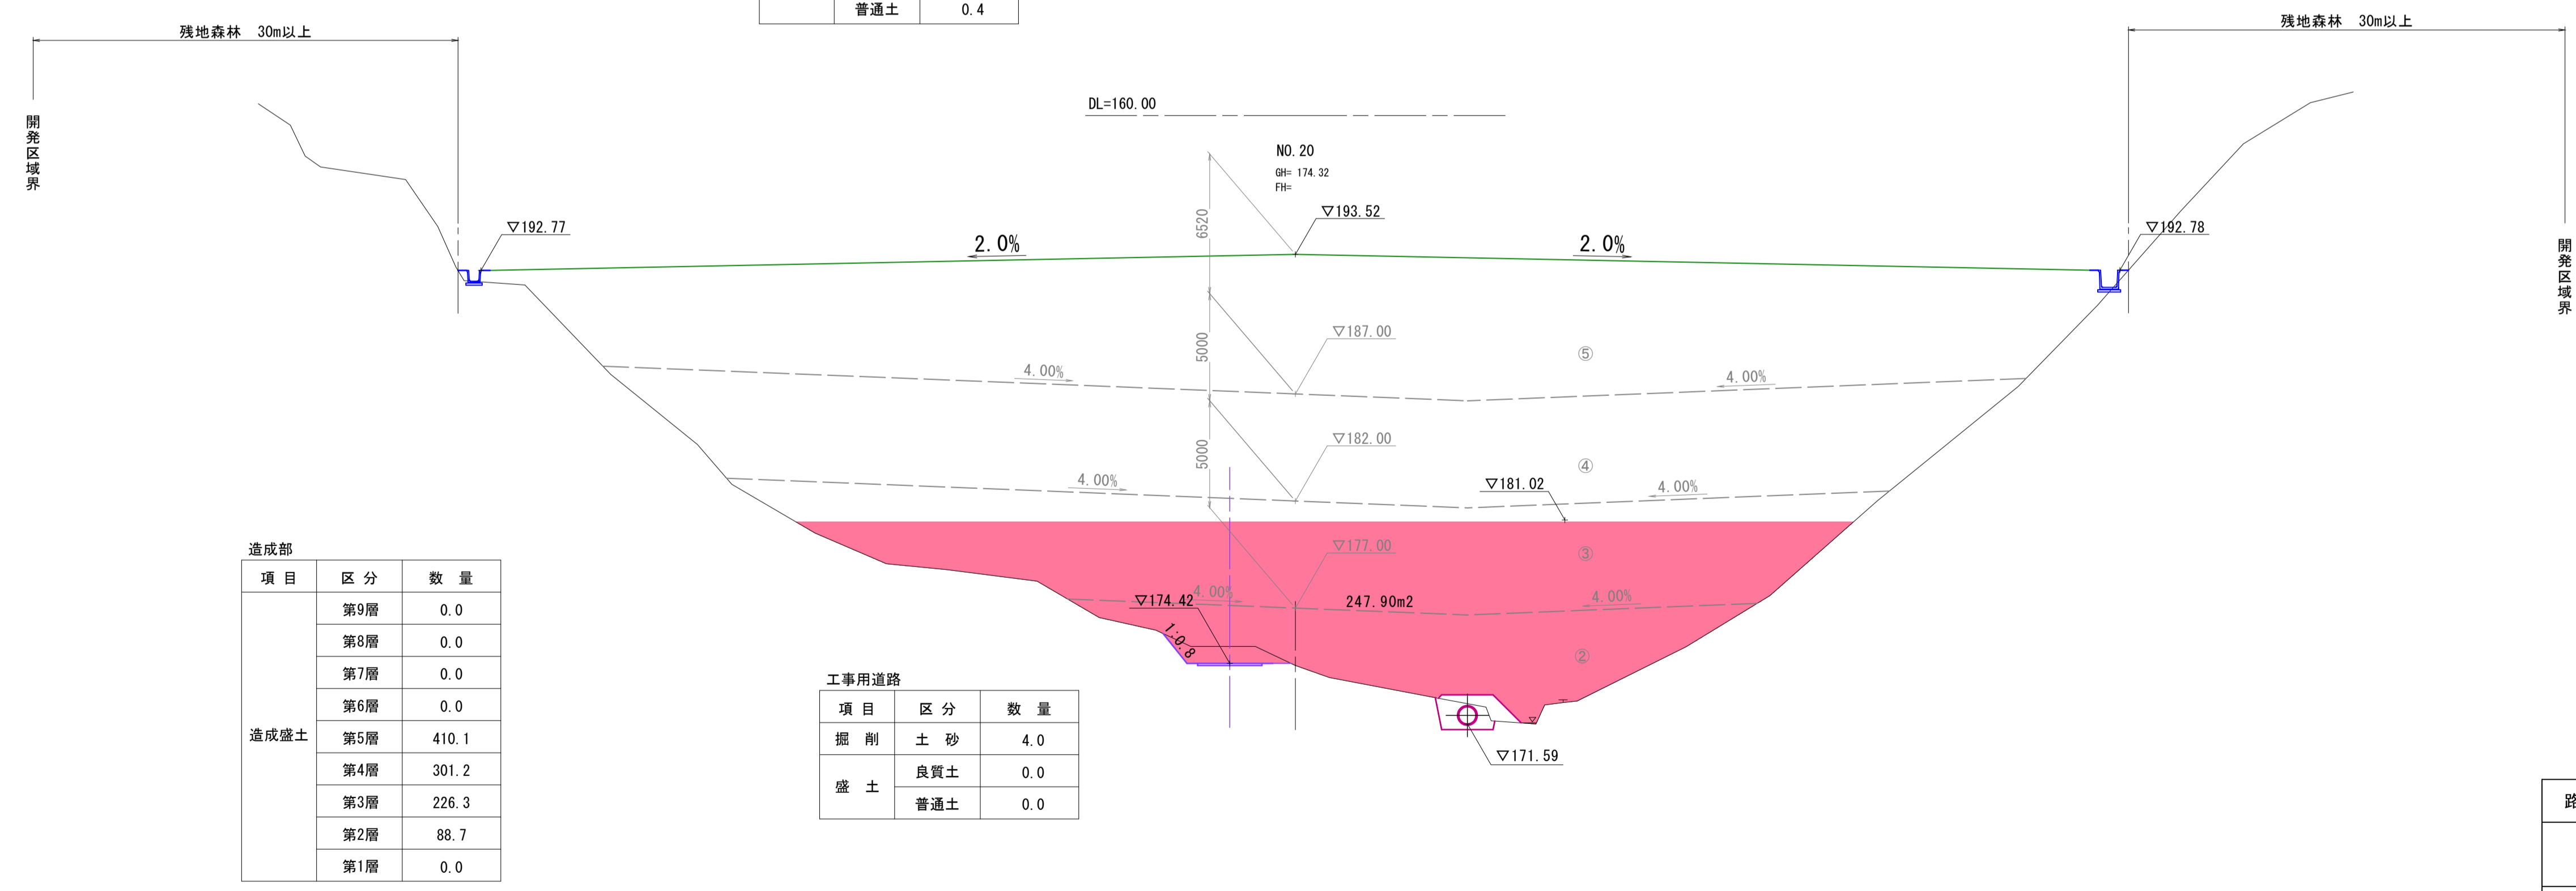 普通土 0.4
残地森林 30m以上
残地森林 30m以上
開発区域界
DL=160.00
NO.20
GH= 174.32
FH=
6520
▽193.52
▽192.77
2.0%
2.0%
▽192.78
開発区域界
5000
▽187.00
⑤
4.00%
4.00%
5000
▽182.00
④
4.00%
▽181.02
4.00%
▽177.00
③
4.00%
▽174.42
247.90m2
4.00%
1:0.8
②
▽171.59
造成部
項 目 区 分 数 量
造成盛土
第9層 0.0
第8層 0.0
第7層 0.0
第6層 0.0
第5層 410.1
第4層 301.2
第3層 226.3
第2層 88.7
第1層 0.0
工事用道路
項 目 区 分 数 量
掘 削 土 砂 4.0
盛 土
良質土 0.0
普通土 0.0
路